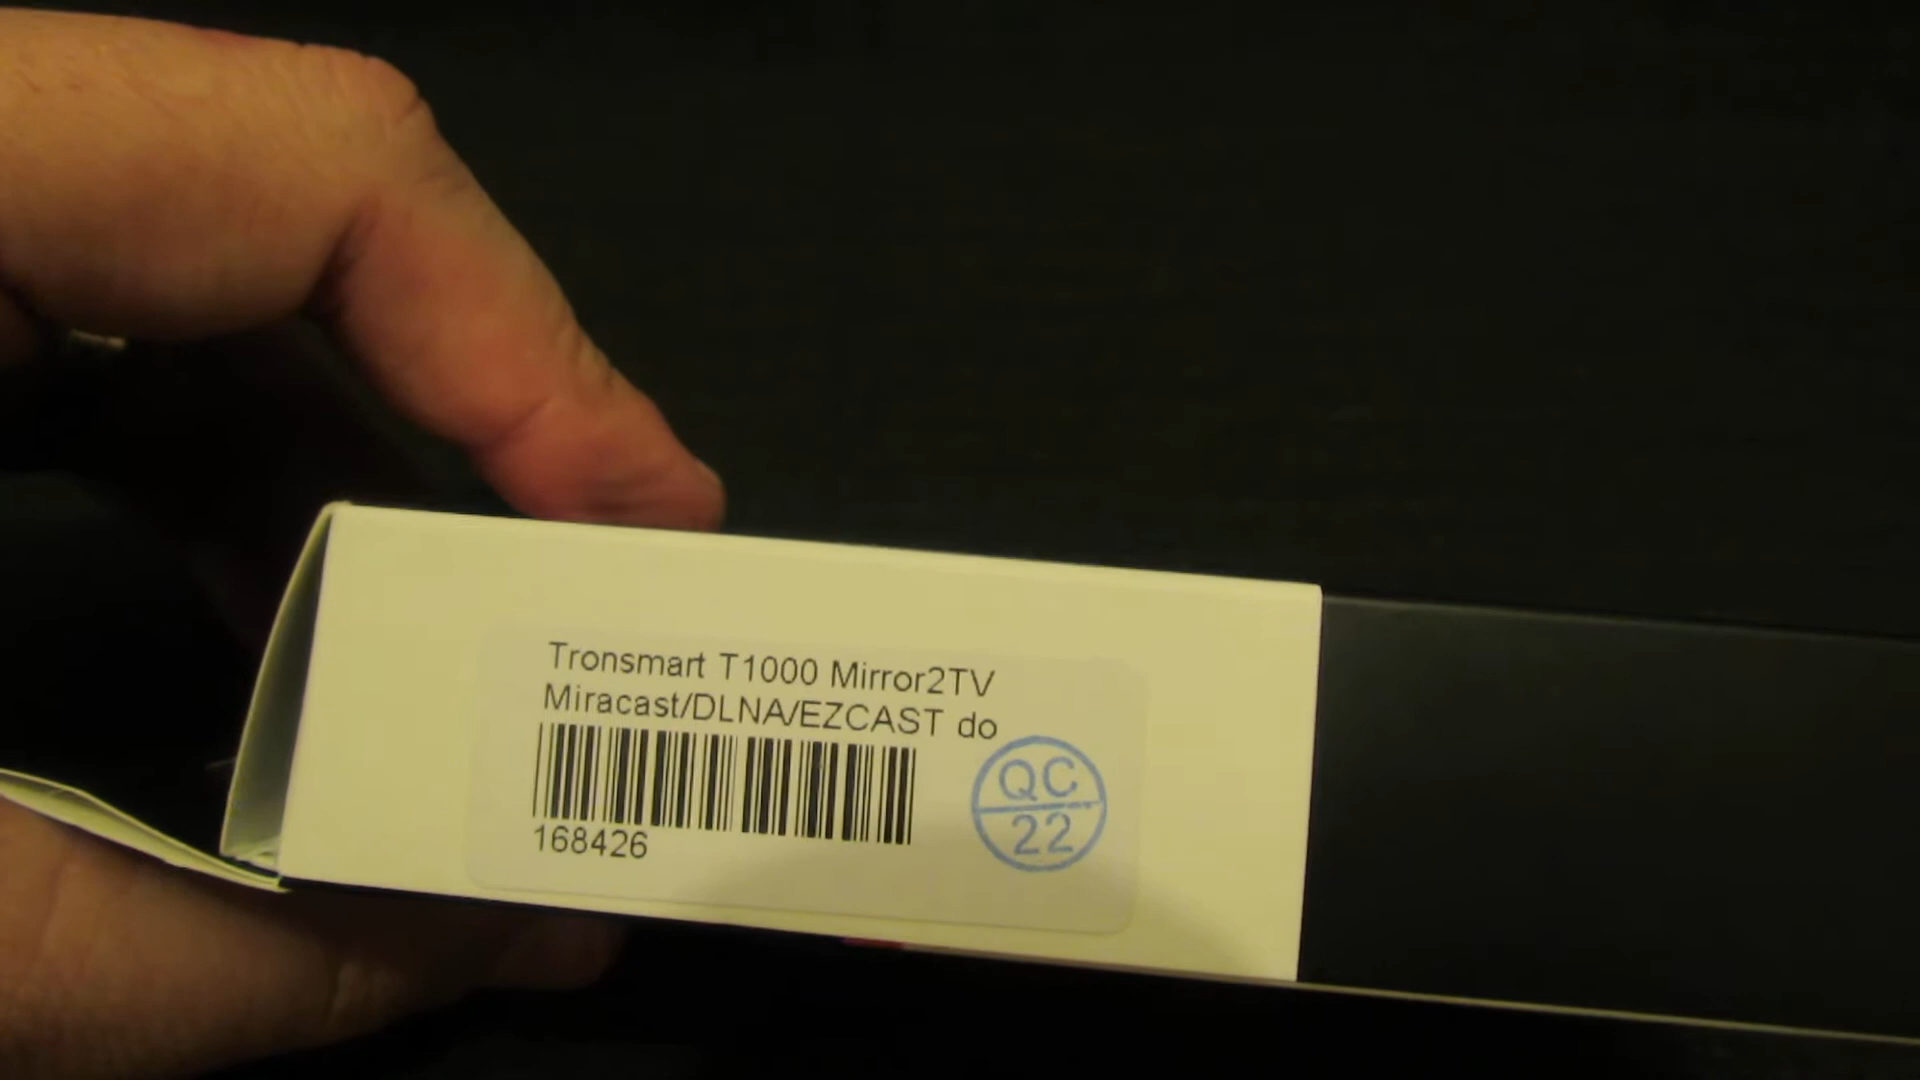 Tronsmart T1000 Mirror2TV
Miracast/DLNA/EZCAST do
168426
QC
22